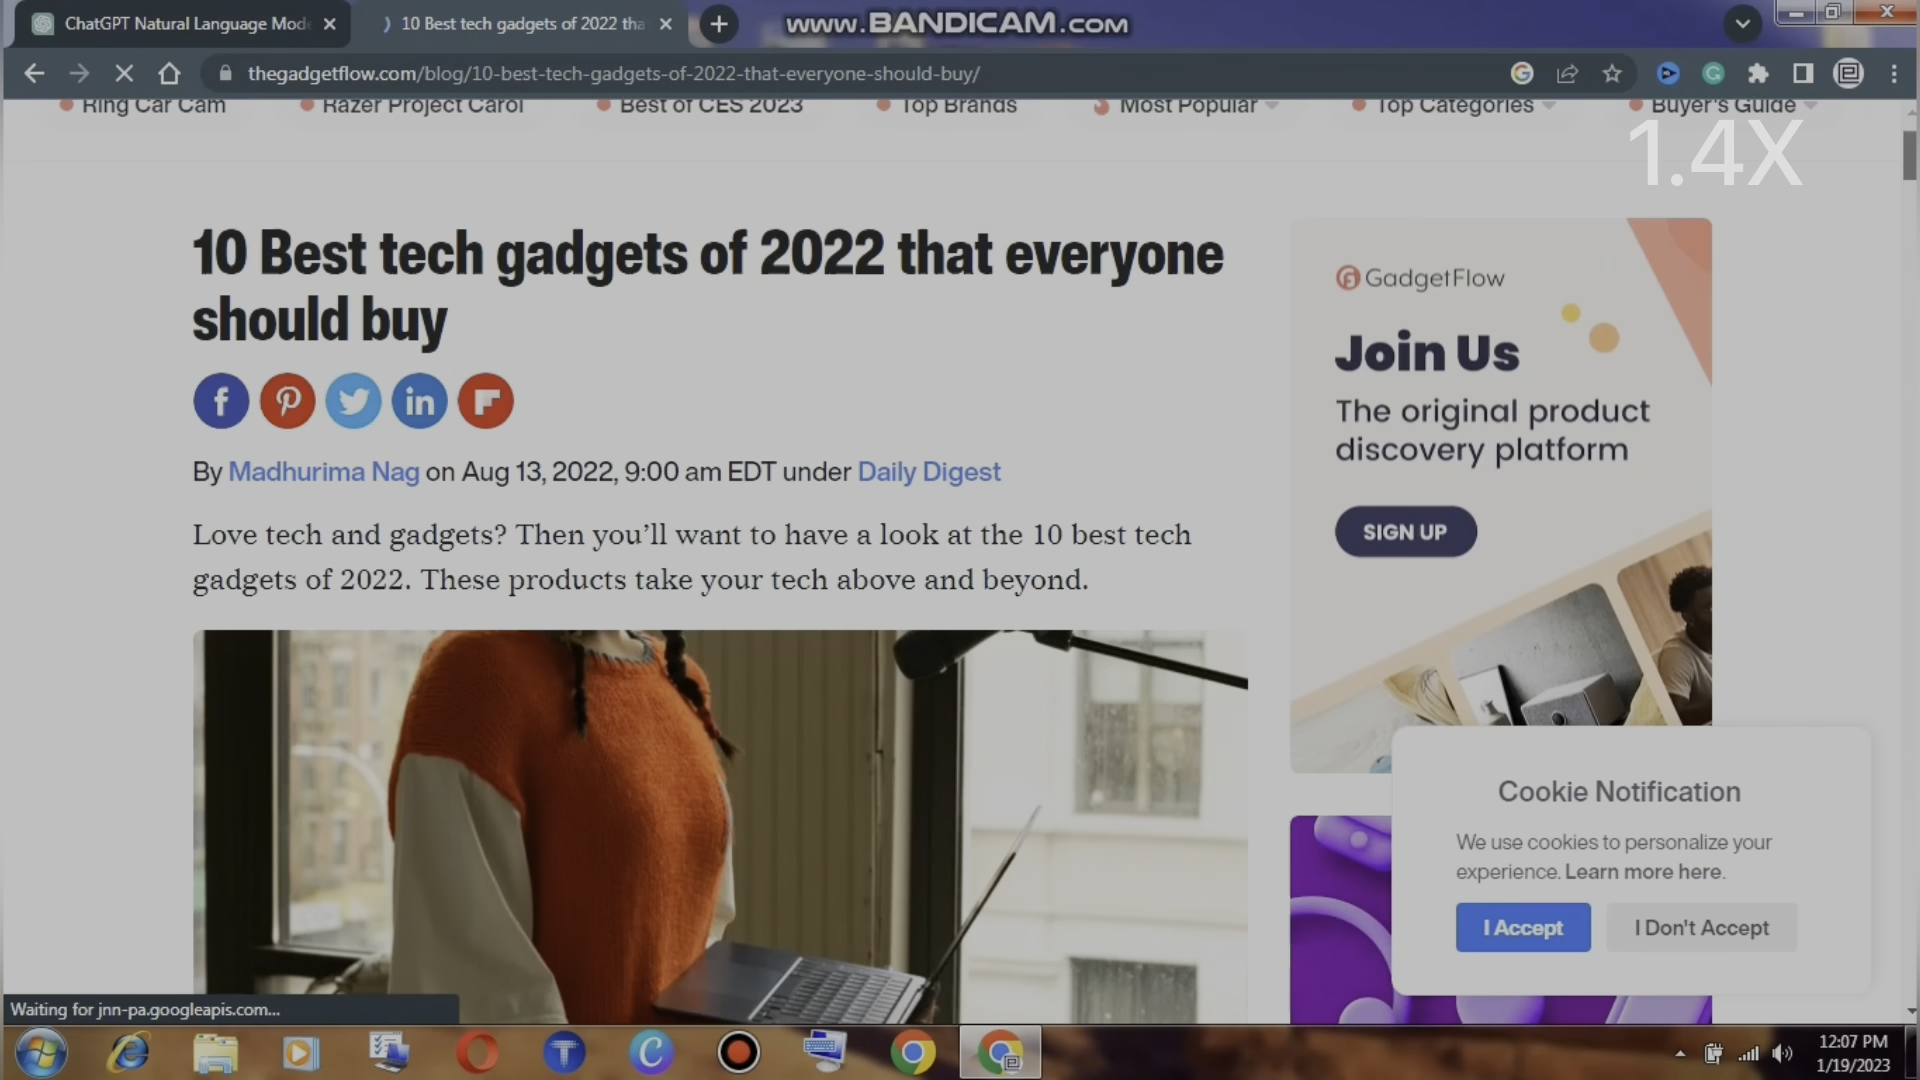 ChatGPT Natural Language Mod
10 Best tech gadgets of 2022 tha
www.BANDICAM.com
thegadgetflow.com/blog/10-best-tech-gadgets-of-2022-that-everyone-should-buy/
Ring Car Cam
Razer Project Carol
Best of CES 2023
Top Brands
Most Popular
Top Categories
Buyer's Guide
1.4X
10 Best tech gadgets of 2022 that everyone
should buy
By Madhurima Nag on Aug 13, 2022, 9:00 am EDT under Daily Digest
Love tech and gadgets? Then you’ll want to have a look at the 10 best tech
gadgets of 2022. These products take your tech above and beyond.
GadgetFlow
Join Us
The original product
discovery platform
SIGN UP
Cookie Notification
We use cookies to personalize your
experience. Learn more here.
I Accept
I Don't Accept
Waiting for jnn-pa.googleapis.com...
12:07 PM
1/19/2023